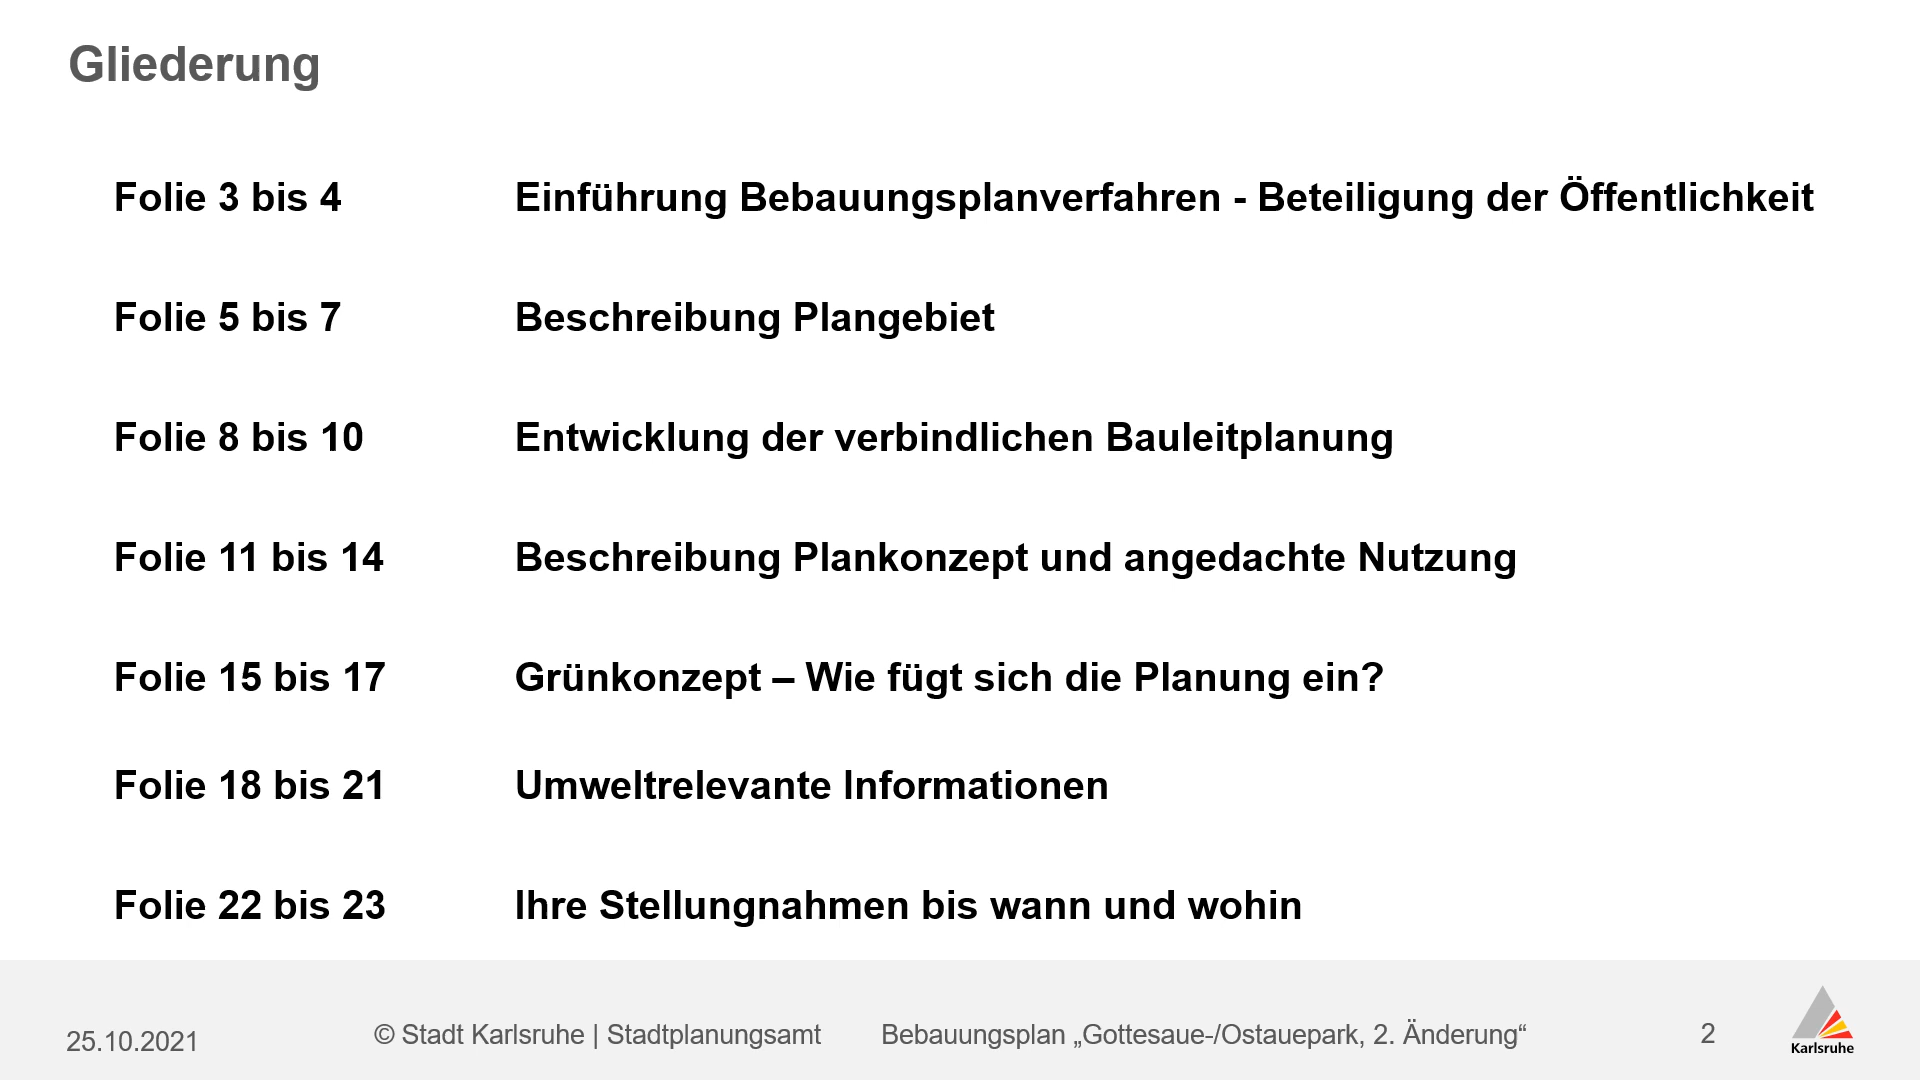 Gliederung
Folie 3 bis 4 Einführung Bebauungsplanverfahren - Beteiligung der Öffentlichkeit
Folie 5 bis 7 Beschreibung Plangebiet
Folie 8 bis 10 Entwicklung der verbindlichen Bauleitplanung
Folie 11 bis 14 Beschreibung Plankonzept und angedachte Nutzung
Folie 15 bis 17 Grünkonzept – Wie fügt sich die Planung ein?
Folie 18 bis 21 Umweltrelevante Informationen
Folie 22 bis 23 Ihre Stellungnahmen bis wann und wohin
25.10.2021 © Stadt Karlsruhe | Stadtplanungsamt Bebauungsplan „Gottesaue-/Ostauepark, 2. Änderung“ 2
Karlsruhe